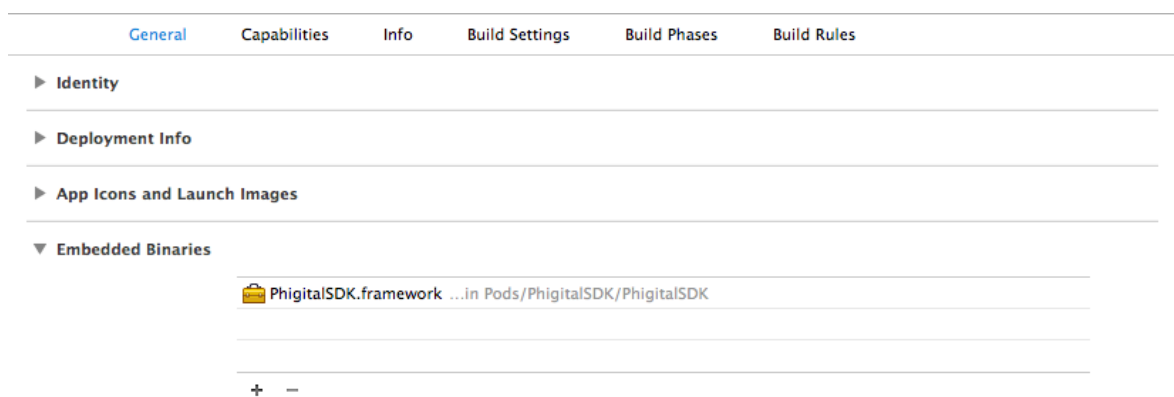 General Capabilities Info Build Settings Build Phases Build Rules
Identity
Deployment Info
App Icons and Launch Images
Embedded Binaries
PhigitalSDK.framework ...in Pods/PhigitalSDK/PhigitalSDK
+ −